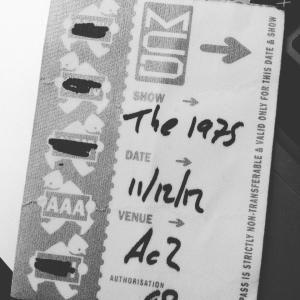 SHOW →
The 1975
DATE →
11/12/12
VENUE →
Ac2
AUTHORISATION
AAA
PASS IS STRICTLY NON-TRANSFERABLE & VALID ONLY FOR THIS DATE & SHOW